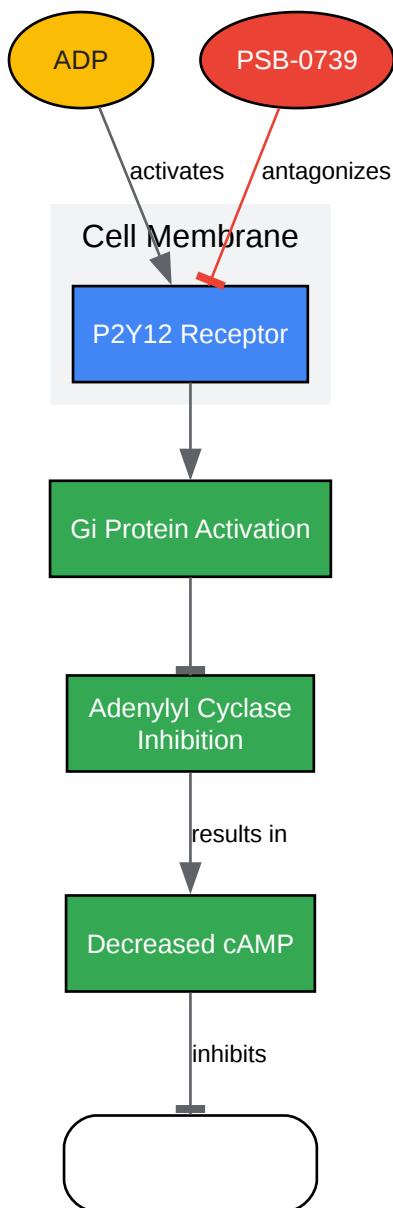 ADP
PSB-0739
activates
antagonizes
Cell Membrane
P2Y12 Receptor
Gi Protein Activation
Adenylyl Cyclase
Inhibition
results in
Decreased cAMP
inhibits